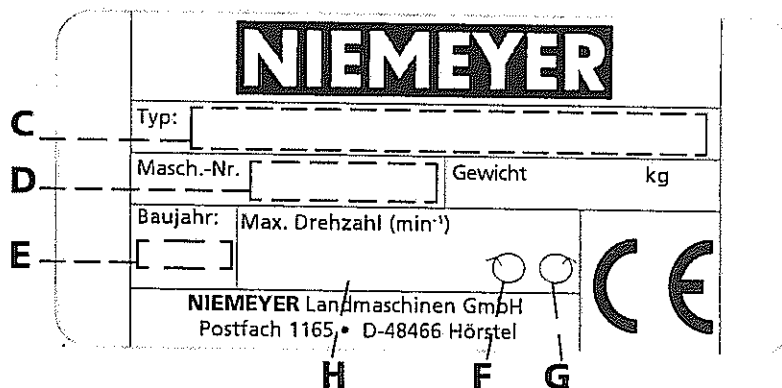 NIEMEYER
C Typ:
D Masch.-Nr. Gewicht kg
Baujahr: Max. Drehzahl (min⁻¹)
E
CE
NIEMEYER Landmaschinen GmbH
Postfach 1165 • D-48466 Hörstel
H F G